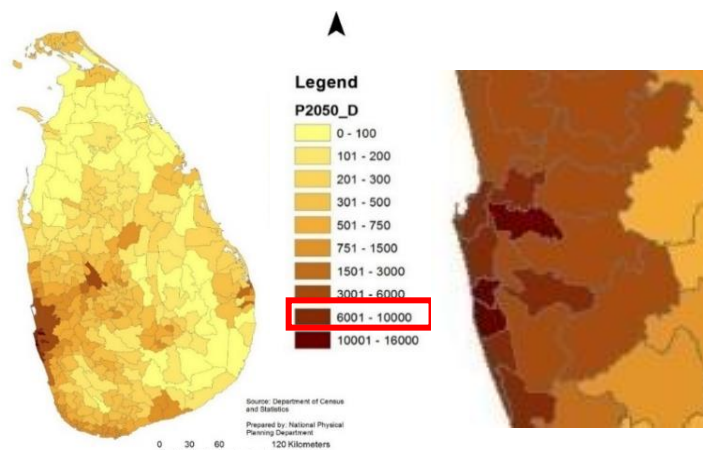 Legend
P2050_D
0 - 100
101 - 200
201 - 300
301 - 500
501 - 750
751 - 1500
1501 - 3000
3001 - 6000
6001 - 10000
10001 - 16000
Source: Department of Census
and Statistics
Prepared by: National Physical
Planning Department
0 30 60 120 Kilometers